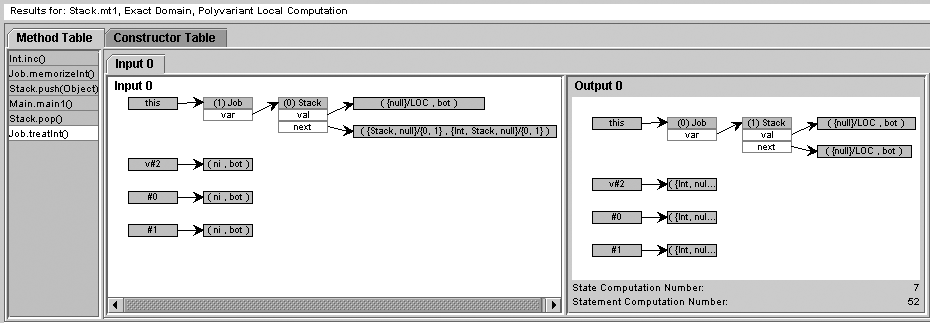 Results for: Stack.mt1, Exact Domain, Polyvariant Local Computation
Method Table
Constructor Table
Int.inc()
Job.memorizeInt()
Stack.push(Object)
Main.main1()
Stack.pop()
Job.treatInt()
Input 0
Input 0
this
(1) Job
var
(0) Stack
val
next
( {null}/LOC , bot )
( {Stack, null}/{0, 1} , {Int, Stack, null}/{0, 1} )
v#2
( ni , bot )
#0
( ni , bot )
#1
( ni , bot )
Output 0
this
(0) Job
var
(1) Stack
val
next
( {null}/LOC , bot )
( {null}/LOC , bot )
v#2
( {Int, nul...
#0
( {Int, nul...
#1
( {Int, nul...
State Computation Number: 7
Statement Computation Number: 52